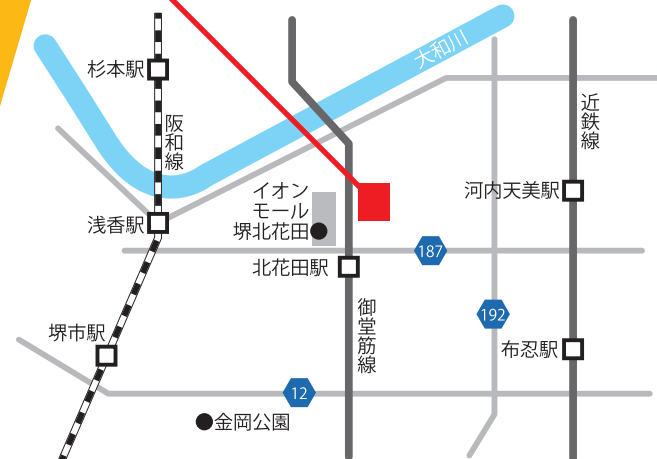 大和川
杉本駅
阪和線
近鉄線
イオン
モール
堺北花田
河内天美駅
浅香駅
187
北花田駅
御堂筋線
192
堺市駅
布忍駅
12
金岡公園